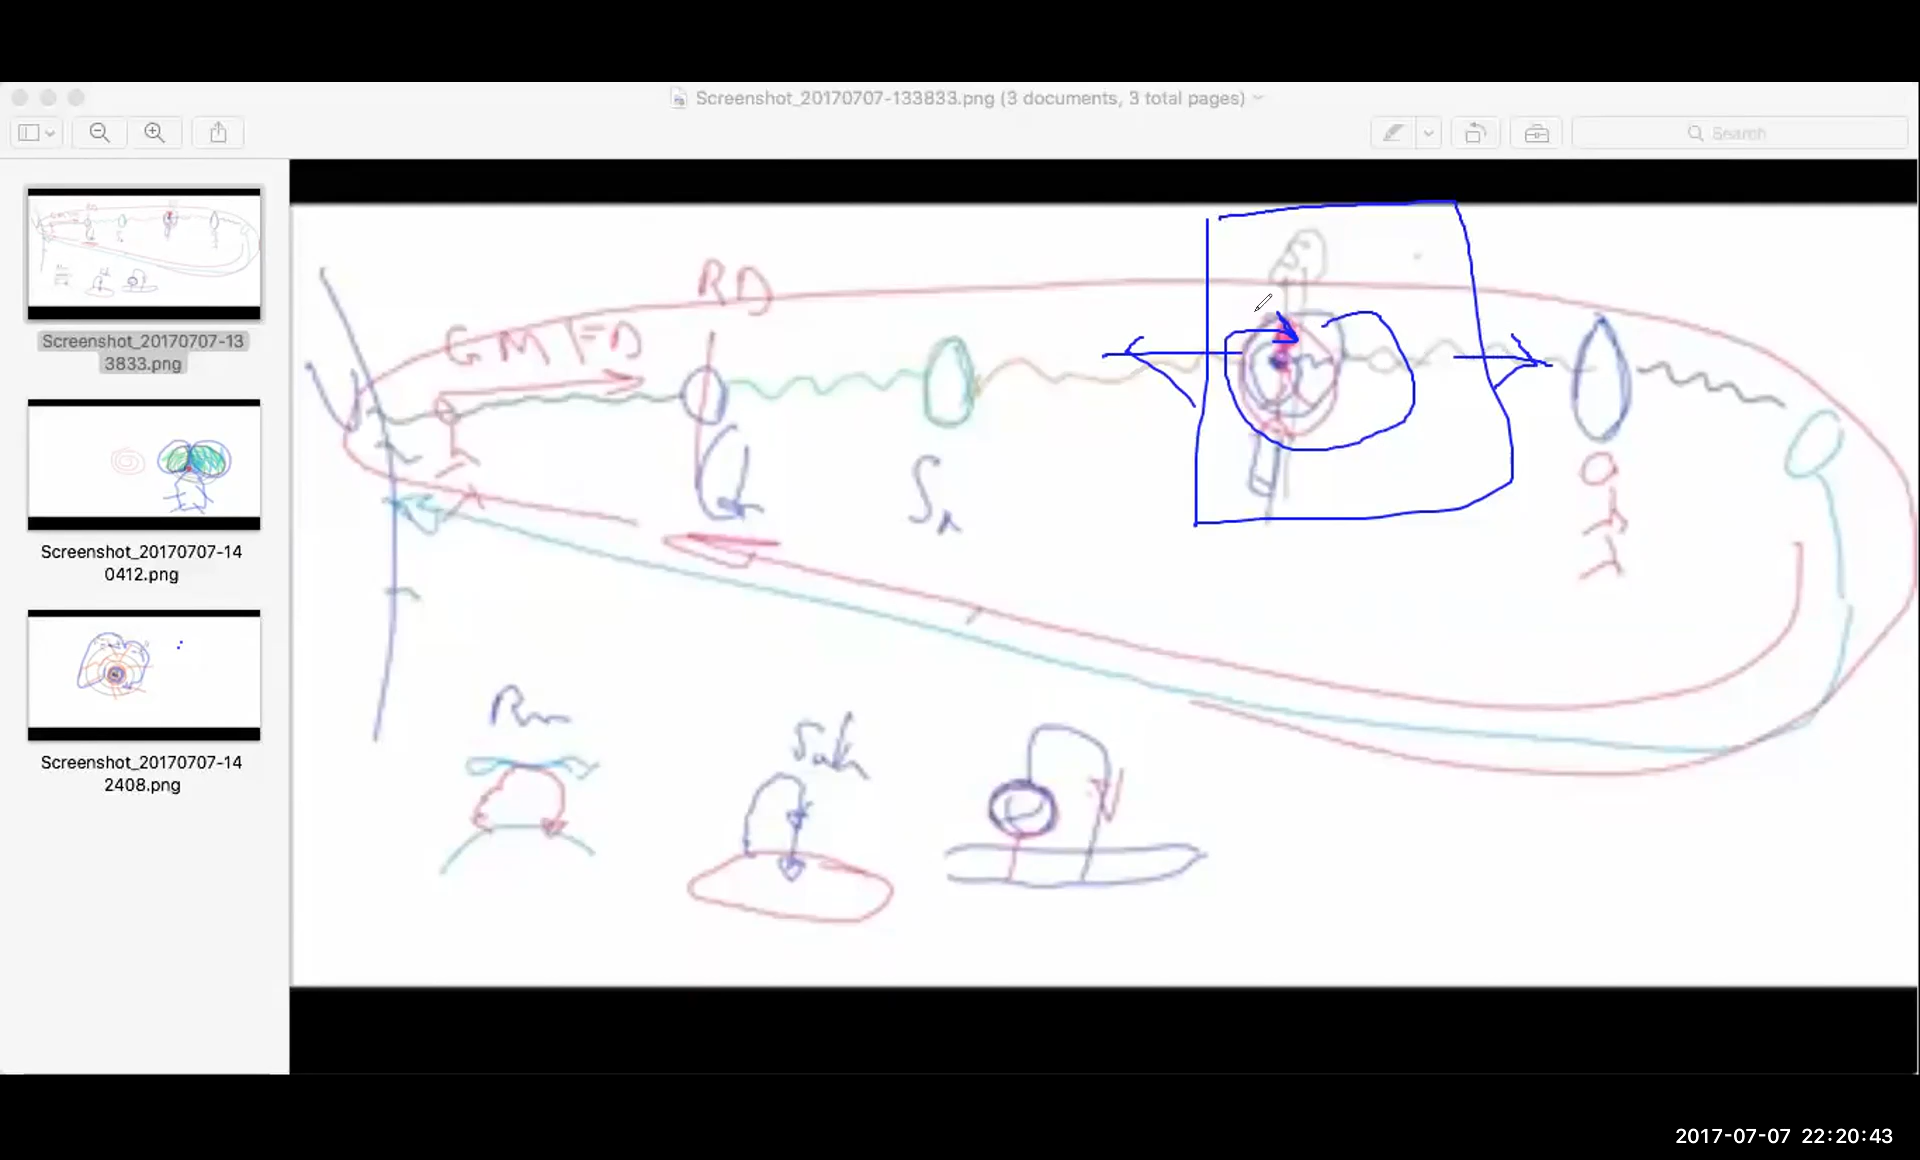 Screenshot_20170707-133833.png (3 documents, 3 total pages)
Search
Screenshot_20170707-13
3833.png
Screenshot_20170707-14
0412.png
Screenshot_20170707-14
2408.png
RD
GMFD
2017-07-07 22:20:43